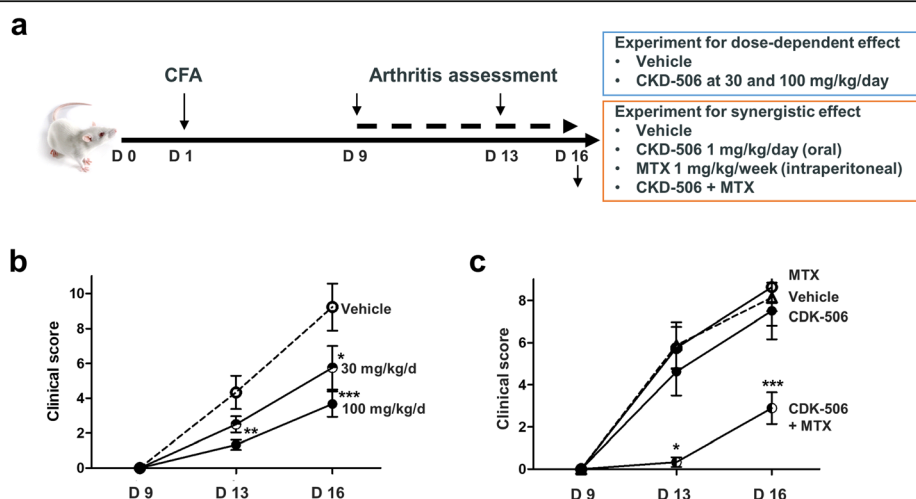 a
CFA
Arthritis assessment
D 0
D 1
D 9
D 13
D 16
Experiment for dose-dependent effect
• Vehicle
• CKD-506 at 30 and 100 mg/kg/day
Experiment for synergistic effect
• Vehicle
• CKD-506 1 mg/kg/day (oral)
• MTX 1 mg/kg/week (intraperitoneal)
• CKD-506 + MTX
b
Clinical score
10
8
6
4
2
0
Vehicle
*
30 mg/kg/d
***
100 mg/kg/d
**
D 9
D 13
D 16
c
Clinical score
8
6
4
2
0
MTX
Vehicle
CDK-506
***
CDK-506
+ MTX
*
D 9
D 13
D 16